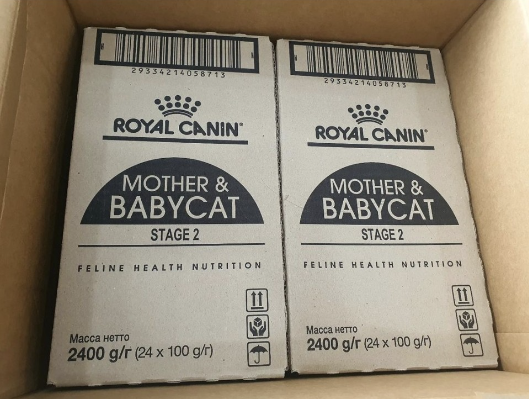 29334214058713
ROYAL CANIN®
MOTHER &
BABYCAT
STAGE 2
FELINE HEALTH NUTRITION
Масса нетто
2400 g/г (24 x 100 g/г)
29334214058713
ROYAL CANIN®
MOTHER &
BABYCAT
STAGE 2
FELINE HEALTH NUTRITION
Масса нетто
2400 g/г (24 x 100 g/г)